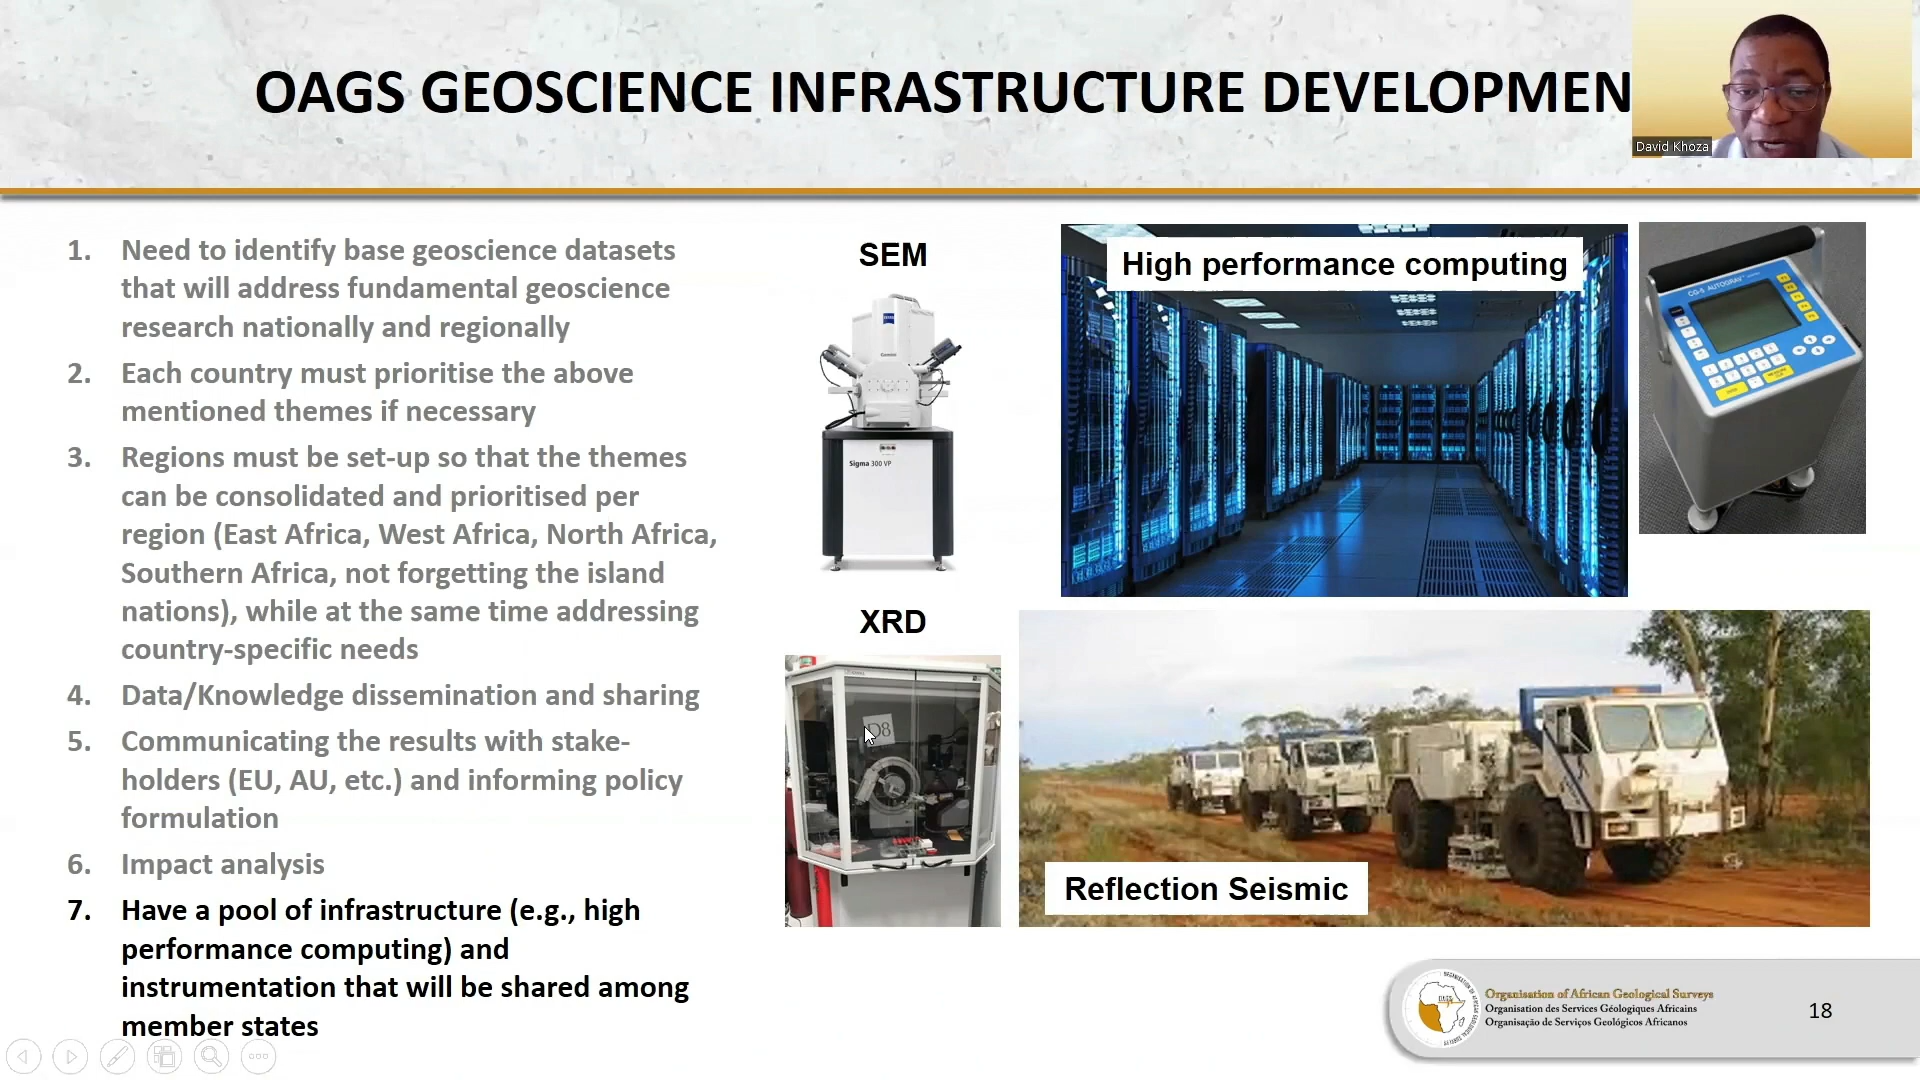 OAGS GEOSCIENCE INFRASTRUCTURE DEVELOPMEN
David Khoza
1. Need to identify base geoscience datasets
that will address fundamental geoscience
research nationally and regionally
2. Each country must prioritise the above
mentioned themes if necessary
3. Regions must be set-up so that the themes
can be consolidated and prioritised per
region (East Africa, West Africa, North Africa,
Southern Africa, not forgetting the island
nations), while at the same time addressing
country-specific needs
4. Data/Knowledge dissemination and sharing
5. Communicating the results with stake-
holders (EU, AU, etc.) and informing policy
formulation
6. Impact analysis
7. Have a pool of infrastructure (e.g., high
performance computing) and
instrumentation that will be shared among
member states
SEM
Sigma 300 VP
High performance computing
CG-5 AUTOGRAV
XRD
D8
Reflection Seismic
Organisation of African Geological Surveys
Organisation des Services Géologiques Africains
Organisação de Serviços Geológicos Africanos
18